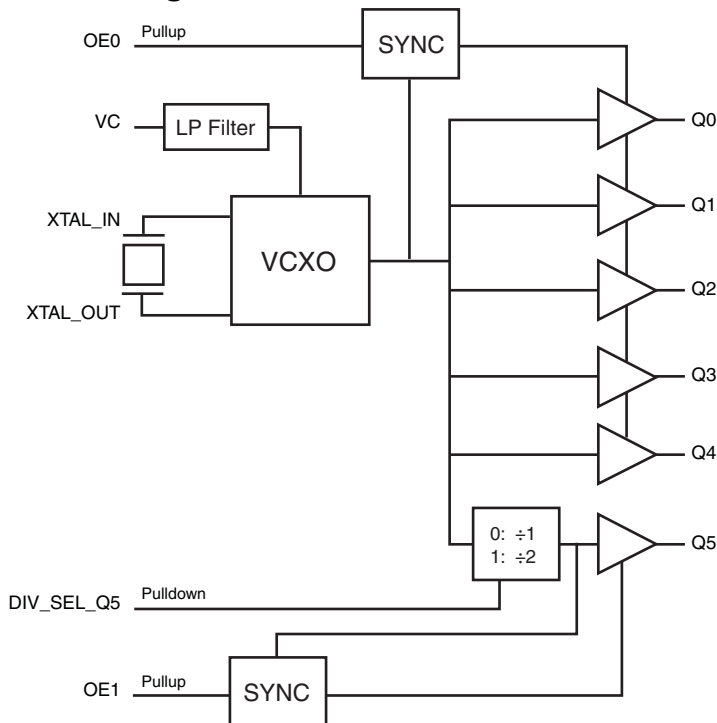 OE0 Pullup SYNC
VC LP Filter Q0
XTAL_IN Q1
VCXO
XTAL_OUT Q2
Q3
Q4
0: ÷1
1: ÷2
Q5
DIV_SEL_Q5 Pulldown
OE1 Pullup SYNC